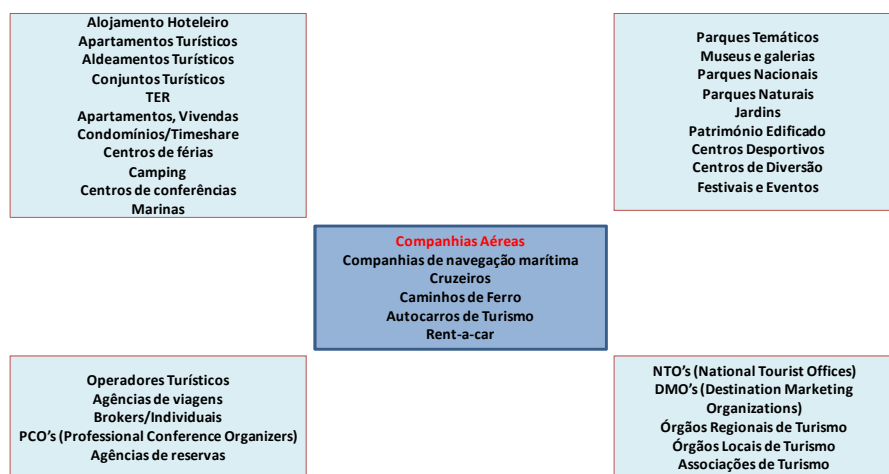 Alojamento Hoteleiro
Apartamentos Turísticos
Aldeamentos Turísticos
Conjuntos Turísticos
TER
Apartamentos, Vivendas
Condomínios/Timeshare
Centros de férias
Camping
Centros de conferências
Marinas
Parques Temáticos
Museus e galerias
Parques Nacionais
Parques Naturais
Jardins
Património Edificado
Centros Desportivos
Centros de Diversão
Festivais e Eventos
Companhias Aéreas
Companhias de navegação marítima
Cruzeiros
Caminhos de Ferro
Autocarros de Turismo
Rent-a-car
Operadores Turísticos
Agências de viagens
Brokers/Individuais
PCO's (Professional Conference Organizers)
Agências de reservas
NTO's (National Tourist Offices)
DMO's (Destination Marketing
Organizations)
Órgãos Regionais de Turismo
Órgãos Locais de Turismo
Associações de Turismo